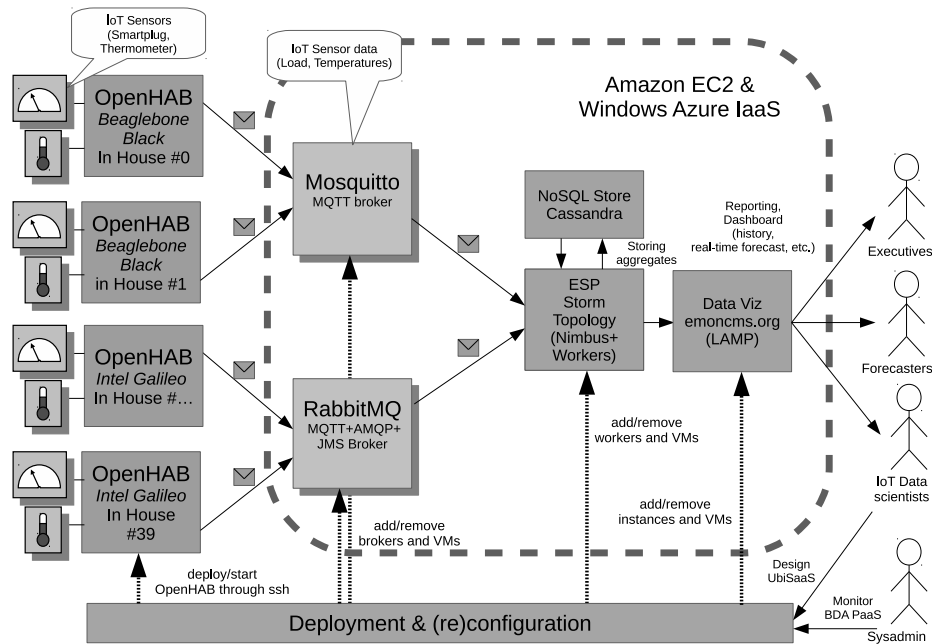 IoT Sensors
(Smartplug,
Thermometer)
IoT Sensor data
(Load, Temperatures)
Amazon EC2 &
Windows Azure IaaS
OpenHAB
Beaglebone
Black
In House #0
OpenHAB
Beaglebone
Black
in House #1
OpenHAB
Intel Galileo
In House #...
OpenHAB
Intel Galileo
In House
#39
Mosquitto
MQTT broker
RabbitMQ
MQTT+AMQP+
JMS Broker
NoSQL Store
Cassandra
Storing
aggregates
ESP
Storm
Topology
(Nimbus+
Workers)
Reporting,
Dashboard
(history,
real-time forecast, etc.)
Data Viz
emoncms.org
(LAMP)
Executives
Forecasters
IoT Data
scientists
add/remove
workers and VMs
add/remove
instances and VMs
add/remove
brokers and VMs
deploy/start
OpenHAB through ssh
Design
UbiSaaS
Monitor
BDA PaaS
Sysadmin
Deployment & (re)configuration